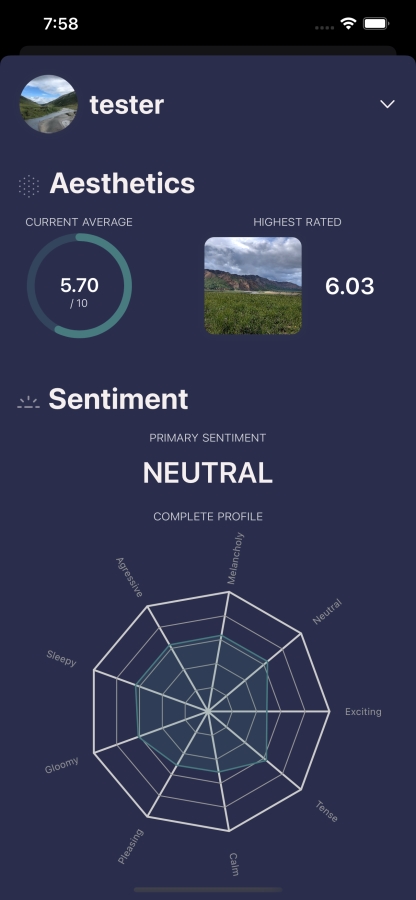 7:58
tester
Aesthetics
CURRENT AVERAGE
HIGHEST RATED
5.70
/ 10
6.03
Sentiment
PRIMARY SENTIMENT
NEUTRAL
COMPLETE PROFILE
Melancholy
Agressive
Neutral
Sleepy
Exciting
Gloomy
Tense
Pleasing
Calm